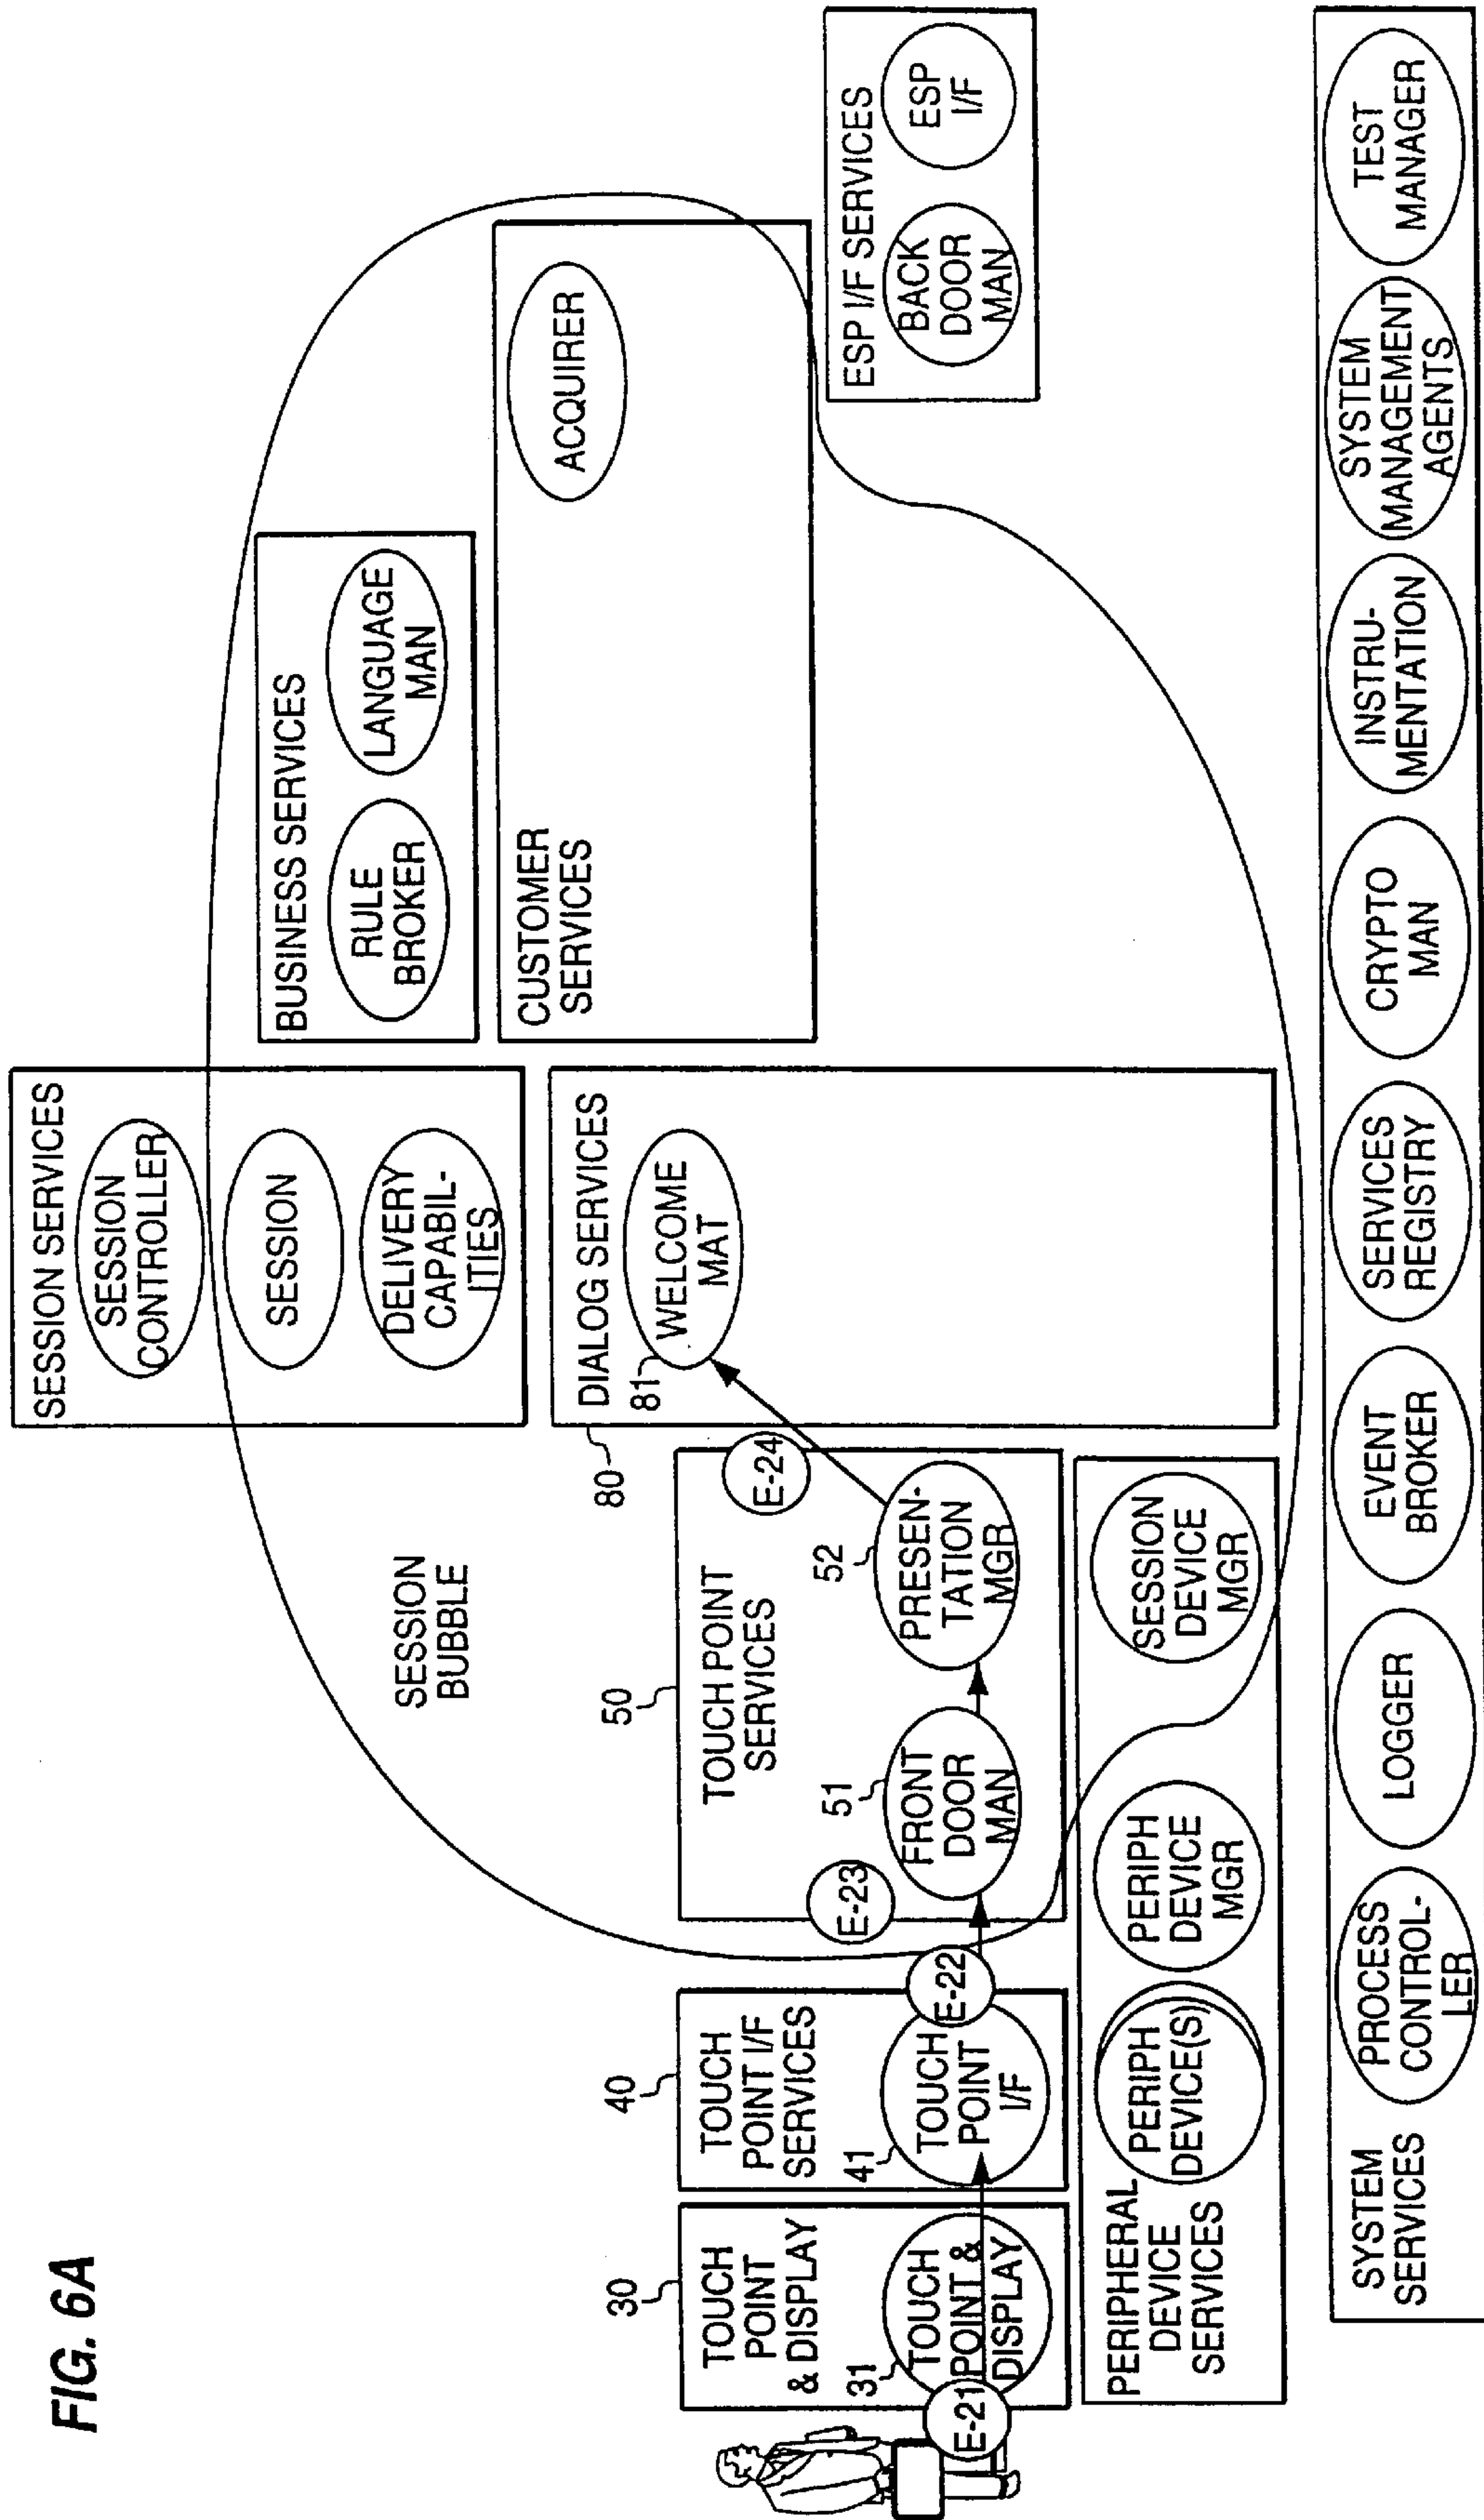 FIG. 6A
SESSION SERVICES
SESSION
CONTROLLER
SESSION
DELIVERY
CAPABIL-
ITIES
BUSINESS SERVICES
RULE
BROKER
LANGUAGE
MAN
SESSION
BUBBLE
CUSTOMER
SERVICES
ACQUIRER
80
DIALOG SERVICES
81
WELCOME
MAT
30
TOUCH
POINT
& DISPLAY
31
TOUCH
POINT &
DISPLAY
E-21
40
TOUCH
POINT I/F
SERVICES
41
TOUCH
POINT
I/F
E-22
50
TOUCH POINT
SERVICES
E-23
51
FRONT
DOOR
MAN
E-24
52
PRESEN-
TATION
MGR
ESP I/F SERVICES
BACK
DOOR
MAN
ESP
I/F
PERIPHERAL
DEVICE
SERVICES
PERIPH
DEVICE(S)
PERIPH
DEVICE
MGR
SESSION
DEVICE
MGR
SYSTEM
SERVICES
PROCESS
CONTROL-
LER
LOGGER
EVENT
BROKER
SERVICES
REGISTRY
CRYPTO
MAN
INSTRU-
MENTATION
SYSTEM
MANAGEMENT
AGENTS
TEST
MANAGER